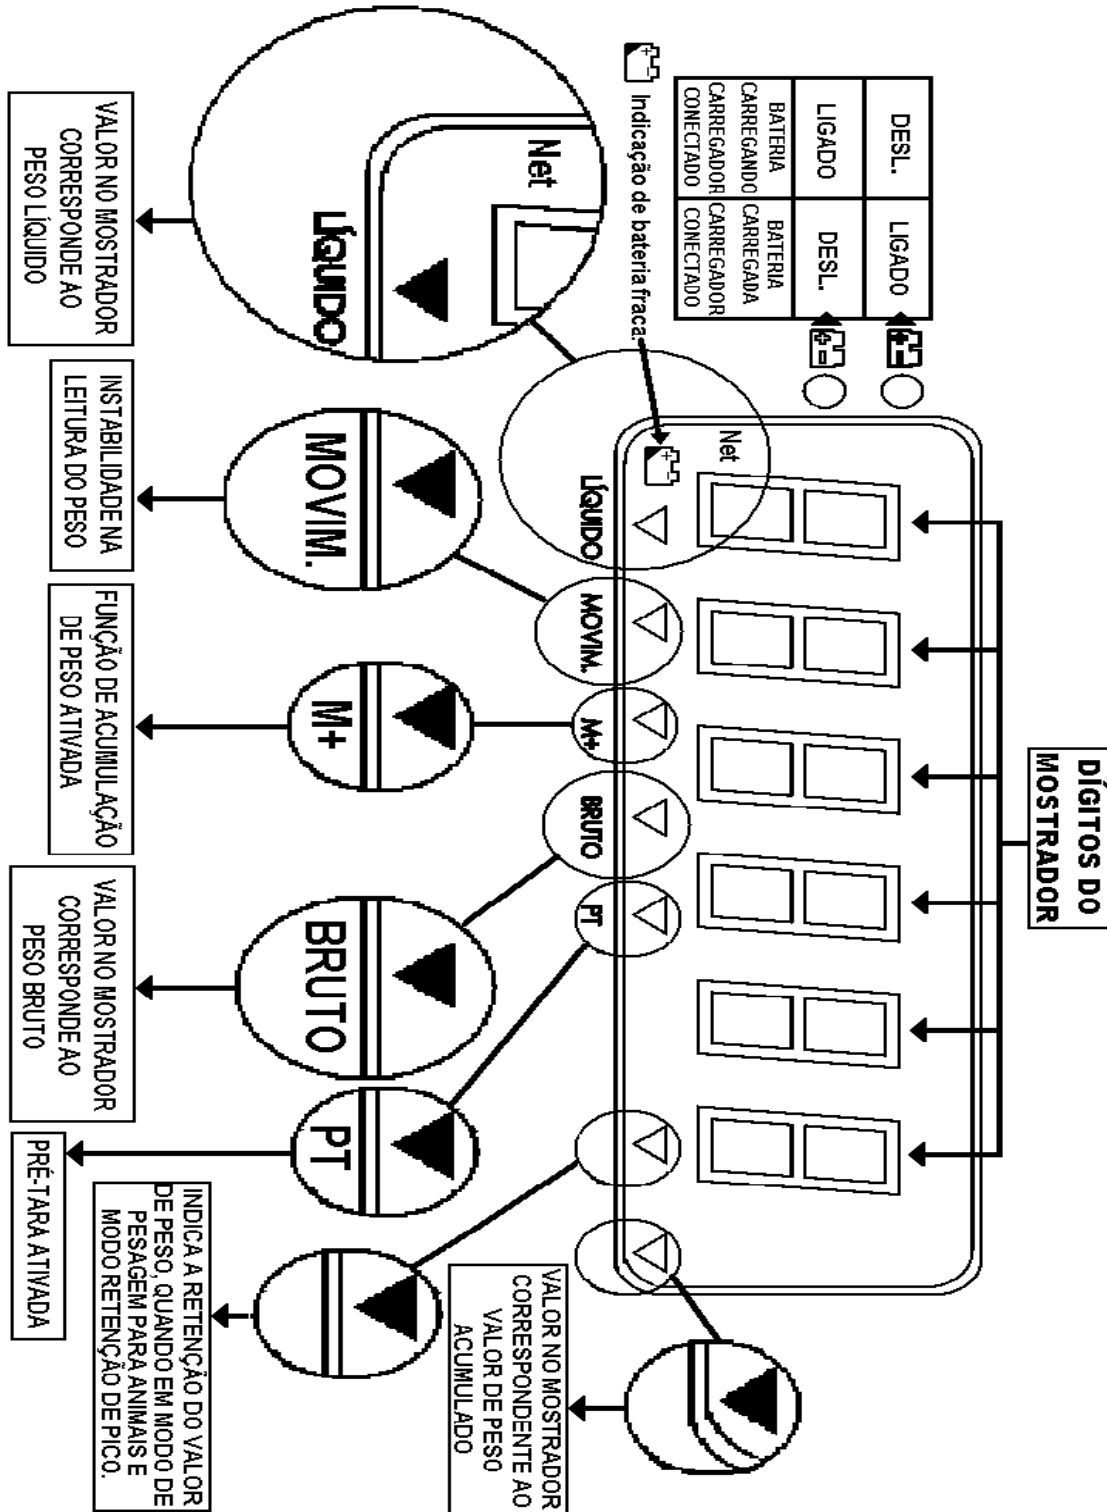 DÍGITOS DO
MOSTRADOR
DESL.
LIGADO
LIGADO
DESL.
BATERIA
CARREGANDO
CARREGADOR
CONECTADO
BATERIA
CARREGADA
CARREGADOR
CONECTADO
Indicação de bateria fraca.
Net
LÍQUIDO
MOVIM.
M+
BRUTO
PT
Net
LÍQUIDO
MOVIM.
M+
BRUTO
PT
VALOR NO MOSTRADOR
CORRESPONDE AO
PESO LÍQUIDO
INSTABILIDADE NA
LEITURA DO PESO
FUNÇÃO DE ACUMULAÇÃO
DE PESO ATIVADA
VALOR NO MOSTRADOR
CORRESPONDE AO
PESO BRUTO
PRÉ-TARA ATIVADA
INDICA A RETENÇÃO DO VALOR
DE PESO, QUANDO EM MODO DE
PESAGEM PARA ANIMAIS E
MODO RETENÇÃO DE PICO.
VALOR NO MOSTRADOR
CORRESPONDENTE AO
VALOR DE PESO
ACUMULADO